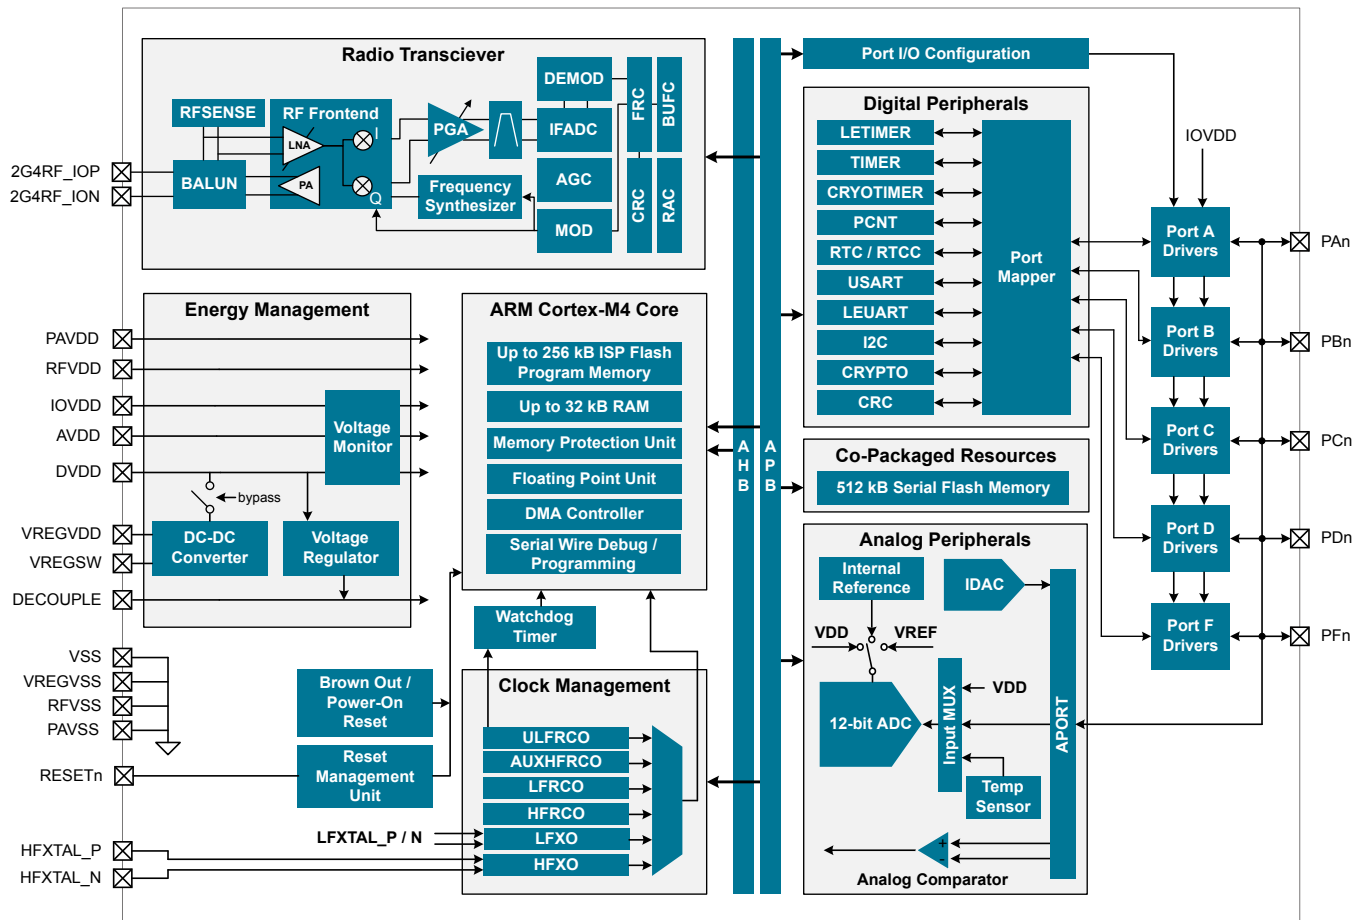 Radio Transciever
RFSENSE
RF Frontend
LNA
I
PA
Q
BALUN
PGA
Frequency
Synthesizer
DEMOD
IFADC
AGC
MOD
FRC
BUFC
CRC
RAC
2G4RF_IOP
2G4RF_ION
Energy Management
PAVDD
RFVDD
IOVDD
AVDD
DVDD
VREGVDD
VREGSW
DECOUPLE
Voltage
Monitor
bypass
DC-DC
Converter
Voltage
Regulator
VSS
VREGVSS
RFVSS
PAVSS
RESETn
HFXTAL_P
HFXTAL_N
Brown Out /
Power-On
Reset
Reset
Management
Unit
LFXTAL_P / N
ARM Cortex-M4 Core
Up to 256 kB ISP Flash
Program Memory
Up to 32 kB RAM
Memory Protection Unit
Floating Point Unit
DMA Controller
Serial Wire Debug /
Programming
Watchdog
Timer
Clock Management
ULFRCO
AUXHFRCO
LFRCO
HFRCO
LFXO
HFXO
A
H
B
A
P
B
Port I/O Configuration
Digital Peripherals
LETIMER
TIMER
CRYOTIMER
PCNT
RTC / RTCC
USART
LEUART
I2C
CRYPTO
CRC
Port
Mapper
Co-Packaged Resources
512 kB Serial Flash Memory
Analog Peripherals
Internal
Reference
IDAC
VDD
VREF
12-bit ADC
Input MUX
VDD
Temp
Sensor
APORT
+
-
Analog Comparator
IOVDD
Port A
Drivers
Port B
Drivers
Port C
Drivers
Port D
Drivers
Port F
Drivers
PAn
PBn
PCn
PDn
PFn